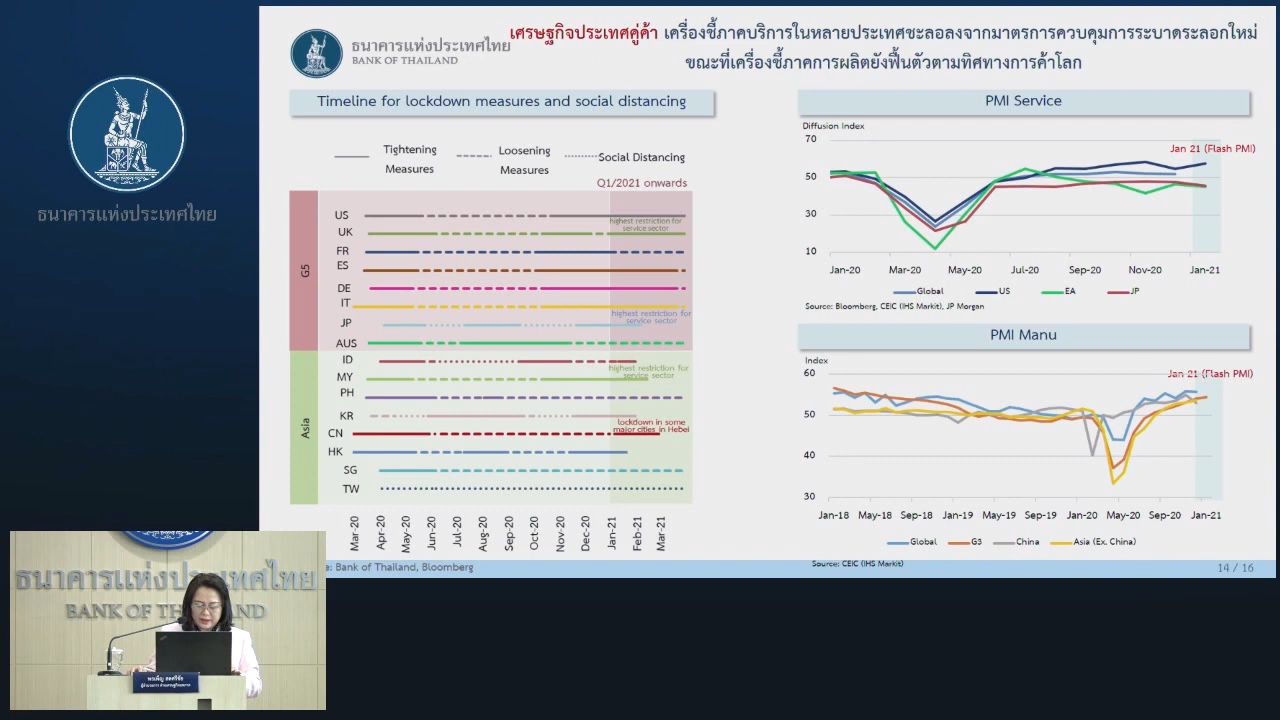 ธนาคารแห่งประเทศไทย
ธนาคารแห่งประเทศไทย
BANK OF THAILAND
เศรษฐกิจประเทศคู่ค้า เครื่องชี้ภาคบริการในหลายประเทศชะลอลงจากมาตรการควบคุมการระบาดระลอกใหม่
ขณะที่เครื่องชี้ภาคการผลิตยังฟื้นตัวตามทิศทางการค้าโลก
Timeline for lockdown measures and social distancing
Tightening Measures
Loosening Measures
Social Distancing
Q1/2021 onwards
G5
US
highest restriction for service sector
UK
FR
ES
DE
IT
highest restriction for service sector
JP
AUS
Asia
ID
highest restriction for service sector
MY
PH
KR
lockdown in some major cities in Hebei
CN
HK
SG
TW
Mar-20 Apr-20 May-20 Jun-20 Jul-20 Aug-20 Sep-20 Oct-20 Nov-20 Dec-20 Jan-21 Feb-21 Mar-21
: Bank of Thailand, Bloomberg
PMI Service
Diffusion Index
Jan 21 (Flash PMI)
70
50
30
10
Jan-20 Mar-20 May-20 Jul-20 Sep-20 Nov-20 Jan-21
Global US EA JP
Source: Bloomberg, CEIC (IHS Markit), JP Morgan
PMI Manu
Index
Jan 21 (Flash PMI)
60
50
30
Jan-18 May-18 Sep-18 Jan-19 May-19 Sep-19 Jan-20 May-20 Sep-20 Jan-21
Global G3 China Asia (Ex. China)
Source: CEIC (IHS Markit)
14 / 16
ธนาคารแห่งประเทศไทย
BANK OF TH LAND